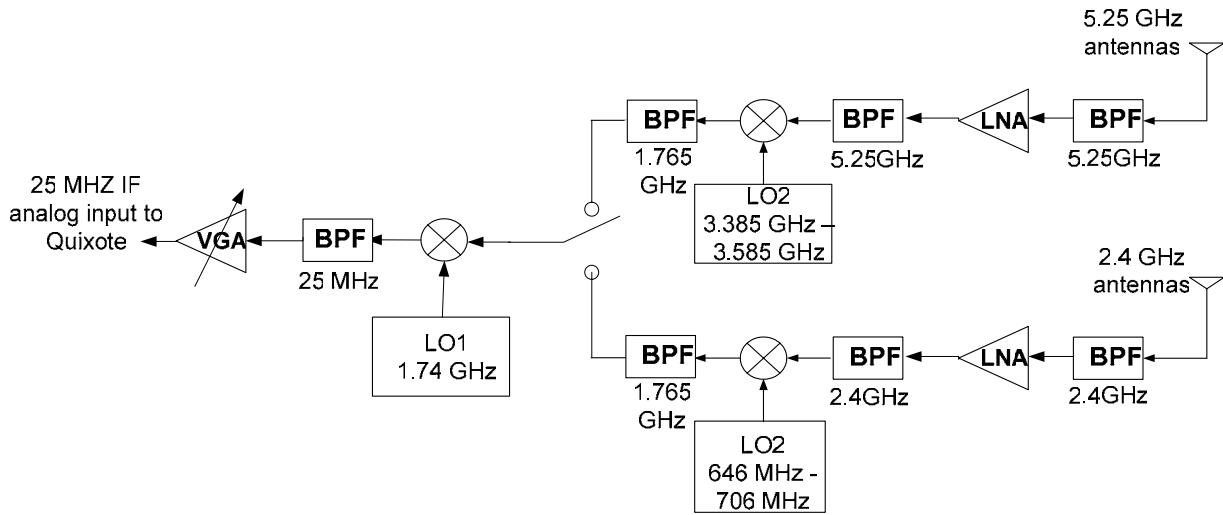 5.25 GHz
antennas
BPF
BPF
LNA
BPF
1.765
GHz
5.25GHz
5.25GHz
LO2
3.385 GHz –
3.585 GHz
25 MHZ IF
analog input to
Quixote
VGA
BPF
25 MHz
LO1
1.74 GHz
2.4 GHz
antennas
BPF
BPF
LNA
BPF
1.765
GHz
2.4GHz
2.4GHz
LO2
646 MHz -
706 MHz